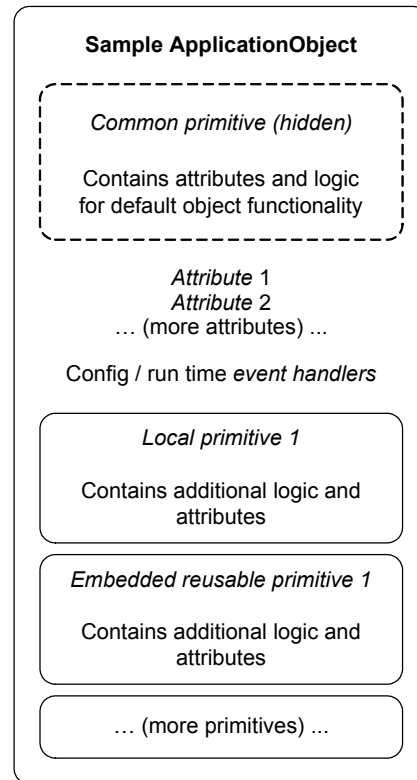 Sample ApplicationObject
Common primitive (hidden)
Contains attributes and logic
for default object functionality
Attribute 1
Attribute 2
… (more attributes) ...
Config / run time event handlers
Local primitive 1
Contains additional logic and
attributes
Embedded reusable primitive 1
Contains additional logic and
attributes
… (more primitives) ...